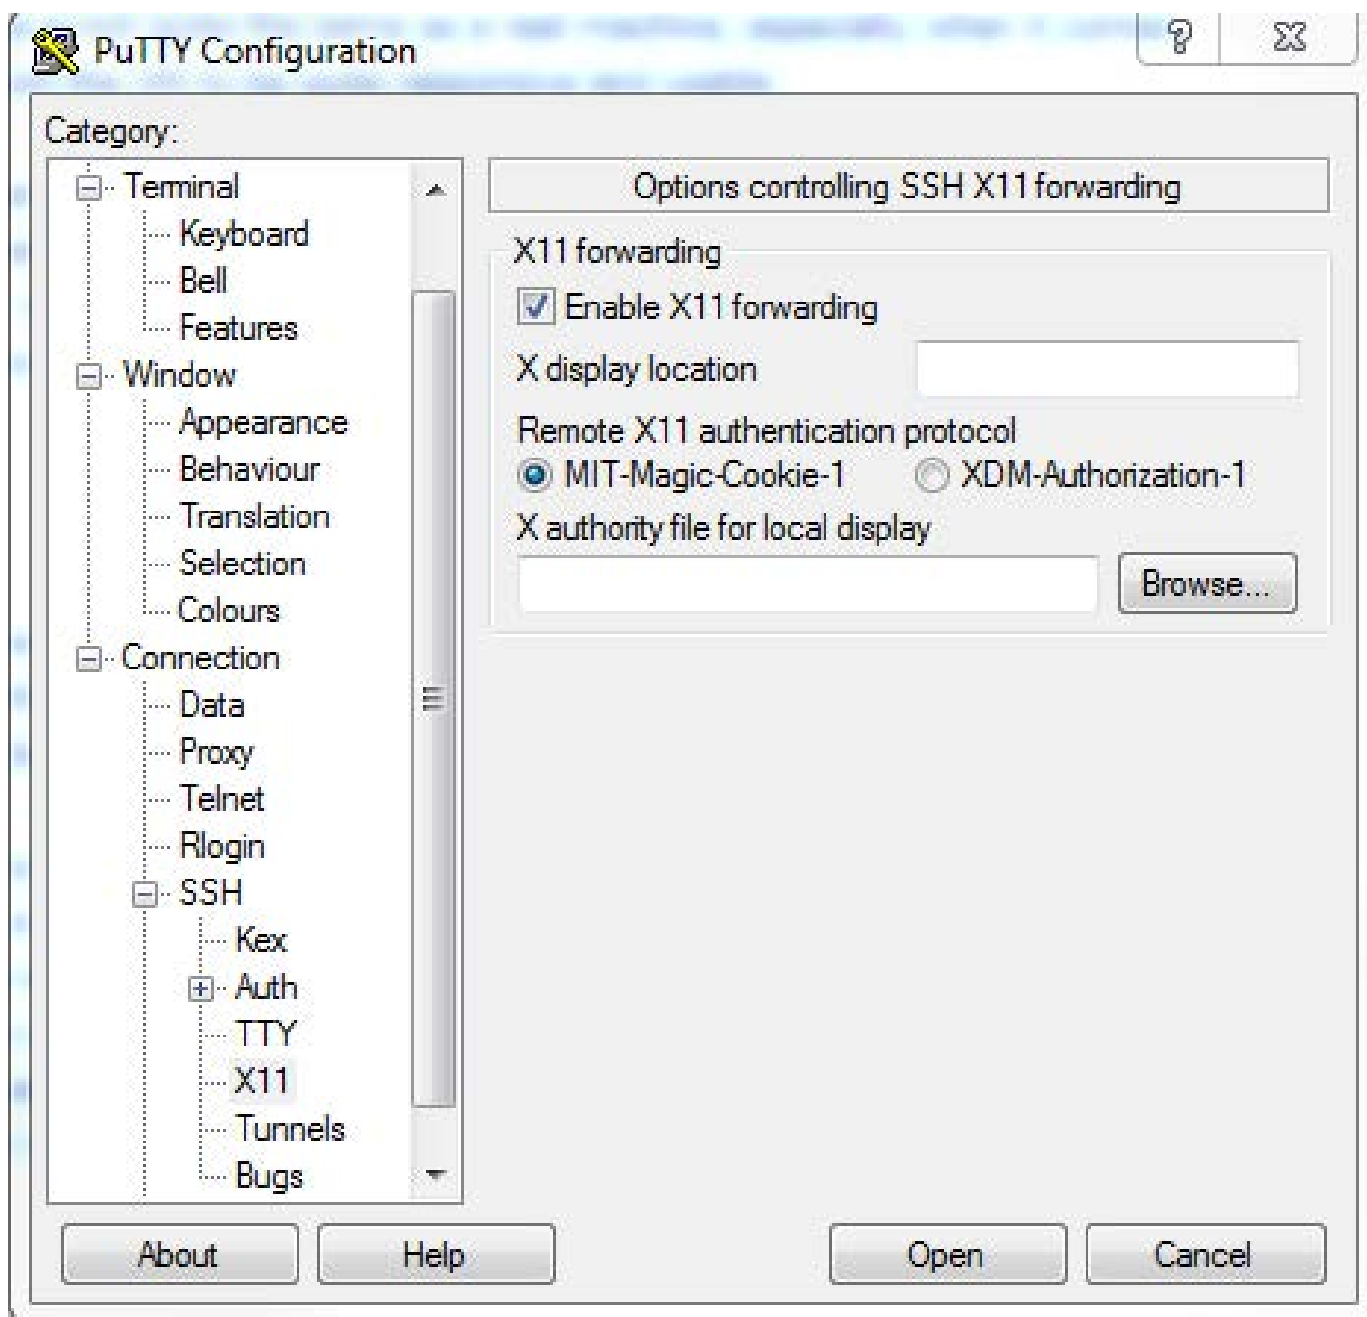 PuTTY Configuration
Category:
Terminal
Keyboard
Bell
Features
Window
Appearance
Behaviour
Translation
Selection
Colours
Connection
Data
Proxy
Telnet
Rlogin
SSH
Kex
Auth
TTY
X11
Tunnels
Bugs
Options controlling SSH X11 forwarding
X11 forwarding
Enable X11 forwarding
X display location
Remote X11 authentication protocol
MIT-Magic-Cookie-1 XDM-Authorization-1
X authority file for local display
Browse...
About Help Open Cancel